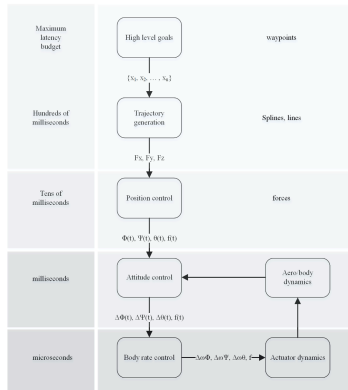 Maximum
latency
budget
High level goals
waypoints
{x₁, x₂, … , xₙ}
Hundreds of
milliseconds
Trajectory
generation
Splines, lines
Fx, Fy, Fz
Tens of
milliseconds
Position control
forces
Φ(t), Ψ(t), θ(t), f(t)
milliseconds
Attitude control
Aero/body
dynamics
ΔΦ(t), ΔΨ(t), Δθ(t), f(t)
microseconds
Body rate control
ΔωΦ, ΔωΨ, Δωθ, f
Actuator dynamics